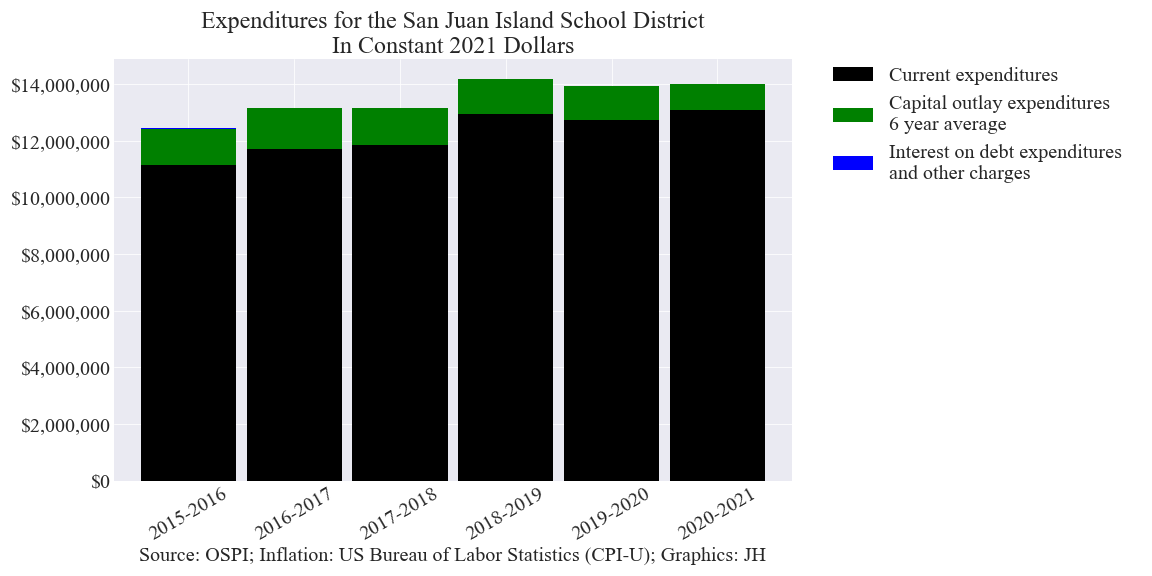 Expenditures for the San Juan Island School District
In Constant 2021 Dollars
$14,000,000
$12,000,000
$10,000,000
$8,000,000
$6,000,000
$4,000,000
$2,000,000
$0
2015-2016
2016-2017
2017-2018
2018-2019
2019-2020
2020-2021
Source: OSPI; Inflation: US Bureau of Labor Statistics (CPI-U); Graphics: JH
Current expenditures
Capital outlay expenditures
6 year average
Interest on debt expenditures
and other charges